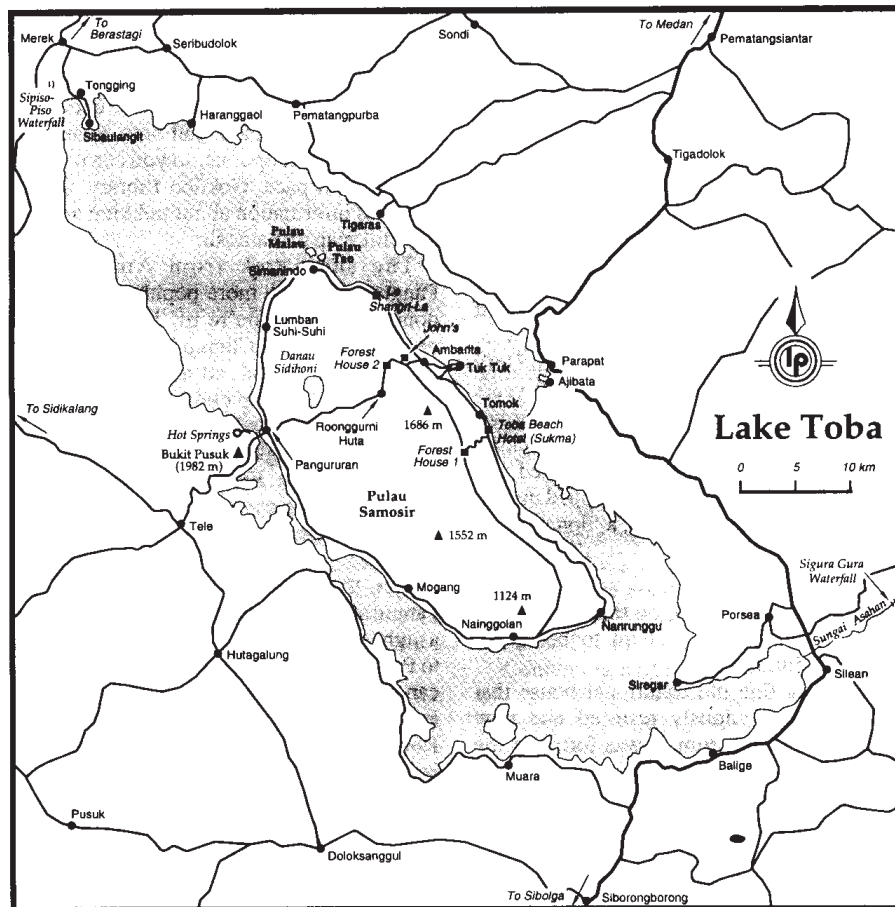 To
Berastagi
Merek
Seribudolok
Sondi
To Medan
Pematangsiantar
Tongging
Sipiso-
Piso
Waterfall
Sibaulangit
Haranggaol
Pematangpurba
Tigadolok
Tigaras
Pulau
Malau
Pulau
Tao
Simanindo
Le
Shangri-La
Lumban
Suhi-Suhi
John's
Danau
Sidihoni
Forest
House 2
Ambarita
Tuk Tuk
Parapat
Ajibata
lp
Lake Toba
0 5 10 km
To Sidikalang
Roonggurni
Huta
1686 m
Tomok
Toba Beach
Hotel (Sukma)
Hot Springs
Bukit Pusuk
(1982 m)
Pangururan
Forest
House 1
Pulau
Samosir
Tele
1552 m
Sigura Gura
Waterfall
Mogang
1124 m
Nainggolan
Nanrunggu
Porsea
Sungai Asahan
Hutagalung
Siregar
Silean
Muara
Balige
Pusuk
Doloksanggul
To Sibolga
Siborongborong